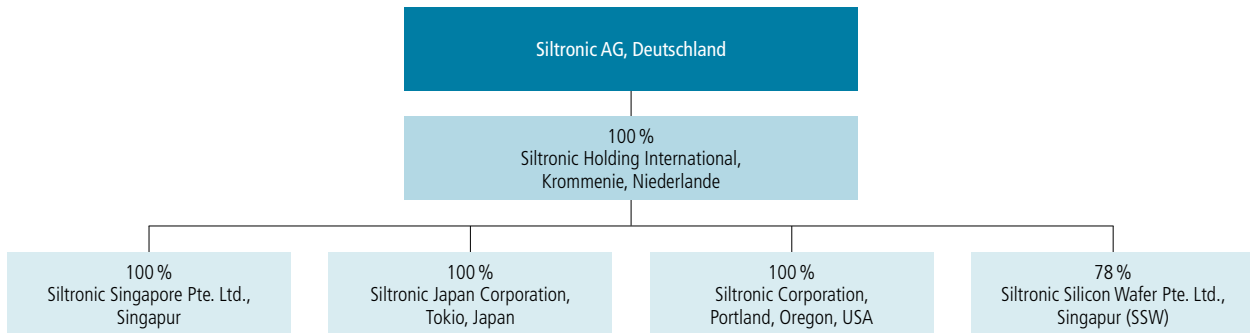 Siltronic AG, Deutschland
100 %
Siltronic Holding International,
Krommenie, Niederlande
100 %
Siltronic Singapore Pte. Ltd.,
Singapur
100 %
Siltronic Japan Corporation,
Tokio, Japan
100 %
Siltronic Corporation,
Portland, Oregon, USA
78 %
Siltronic Silicon Wafer Pte. Ltd.,
Singapur (SSW)